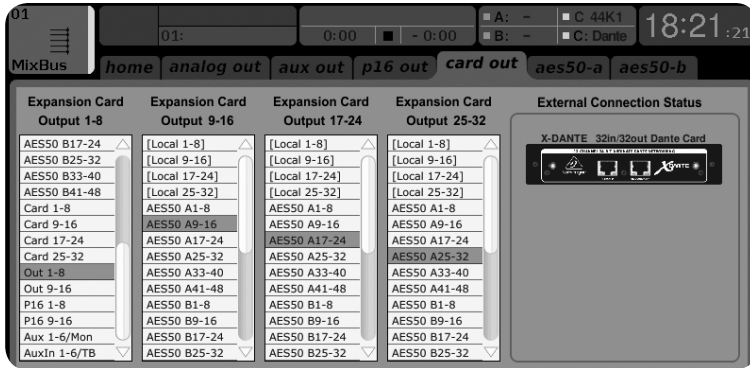 01
MixBus
01:
0:00
- 0:00
A: -
B: -
C 44K1
C: Dante
18:21:21
home
analog out
aux out
p16 out
card out
aes50-a
aes50-b
Expansion Card
Output 1-8
AES50 B17-24
AES50 B25-32
AES50 B33-40
AES50 B41-48
Card 1-8
Card 9-16
Card 17-24
Card 25-32
Out 1-8
Out 9-16
P16 1-8
P16 9-16
Aux 1-6/Mon
AuxIn 1-6/TB
Expansion Card
Output 9-16
[Local 1-8]
[Local 9-16]
[Local 17-24]
[Local 25-32]
AES50 A1-8
AES50 A9-16
AES50 A17-24
AES50 A25-32
AES50 A33-40
AES50 A41-48
AES50 B1-8
AES50 B9-16
AES50 B17-24
AES50 B25-32
Expansion Card
Output 17-24
[Local 1-8]
[Local 9-16]
[Local 17-24]
[Local 25-32]
AES50 A1-8
AES50 A9-16
AES50 A17-24
AES50 A25-32
AES50 A33-40
AES50 A41-48
AES50 B1-8
AES50 B9-16
AES50 B17-24
AES50 B25-32
Expansion Card
Output 25-32
[Local 1-8]
[Local 9-16]
[Local 17-24]
[Local 25-32]
AES50 A1-8
AES50 A9-16
AES50 A17-24
AES50 A25-32
AES50 A33-40
AES50 A41-48
AES50 B1-8
AES50 B9-16
AES50 B17-24
AES50 B25-32
External Connection Status
X-DANTE 32in/32out Dante Card